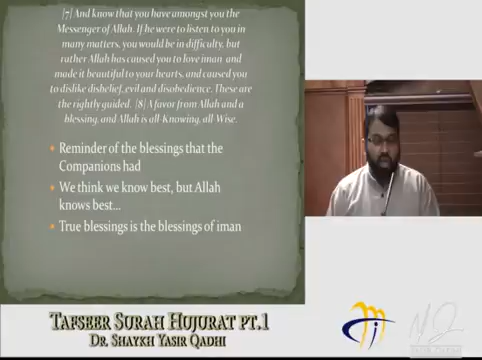 [7] And know that you have amongst you the
Messenger of Allah. If he were to listen to you in
many matters, you would be in difficulty, but
rather Allah has caused you to love iman and
made it beautiful to your hearts, and caused you
to dislike disbelief, evil and disobedience. These
are the rightly guided. [8] A favor from Allah and a
blessing, and Allah is all-Knowing, all-Wise.
• Reminder of the blessings that the
Companions had
• We think we know best, but Allah
knows best...
• True blessings is the blessings of iman
TAFSEER SURAH HUJURAT PT.1
DR. SHAYKH YASIR QADHI